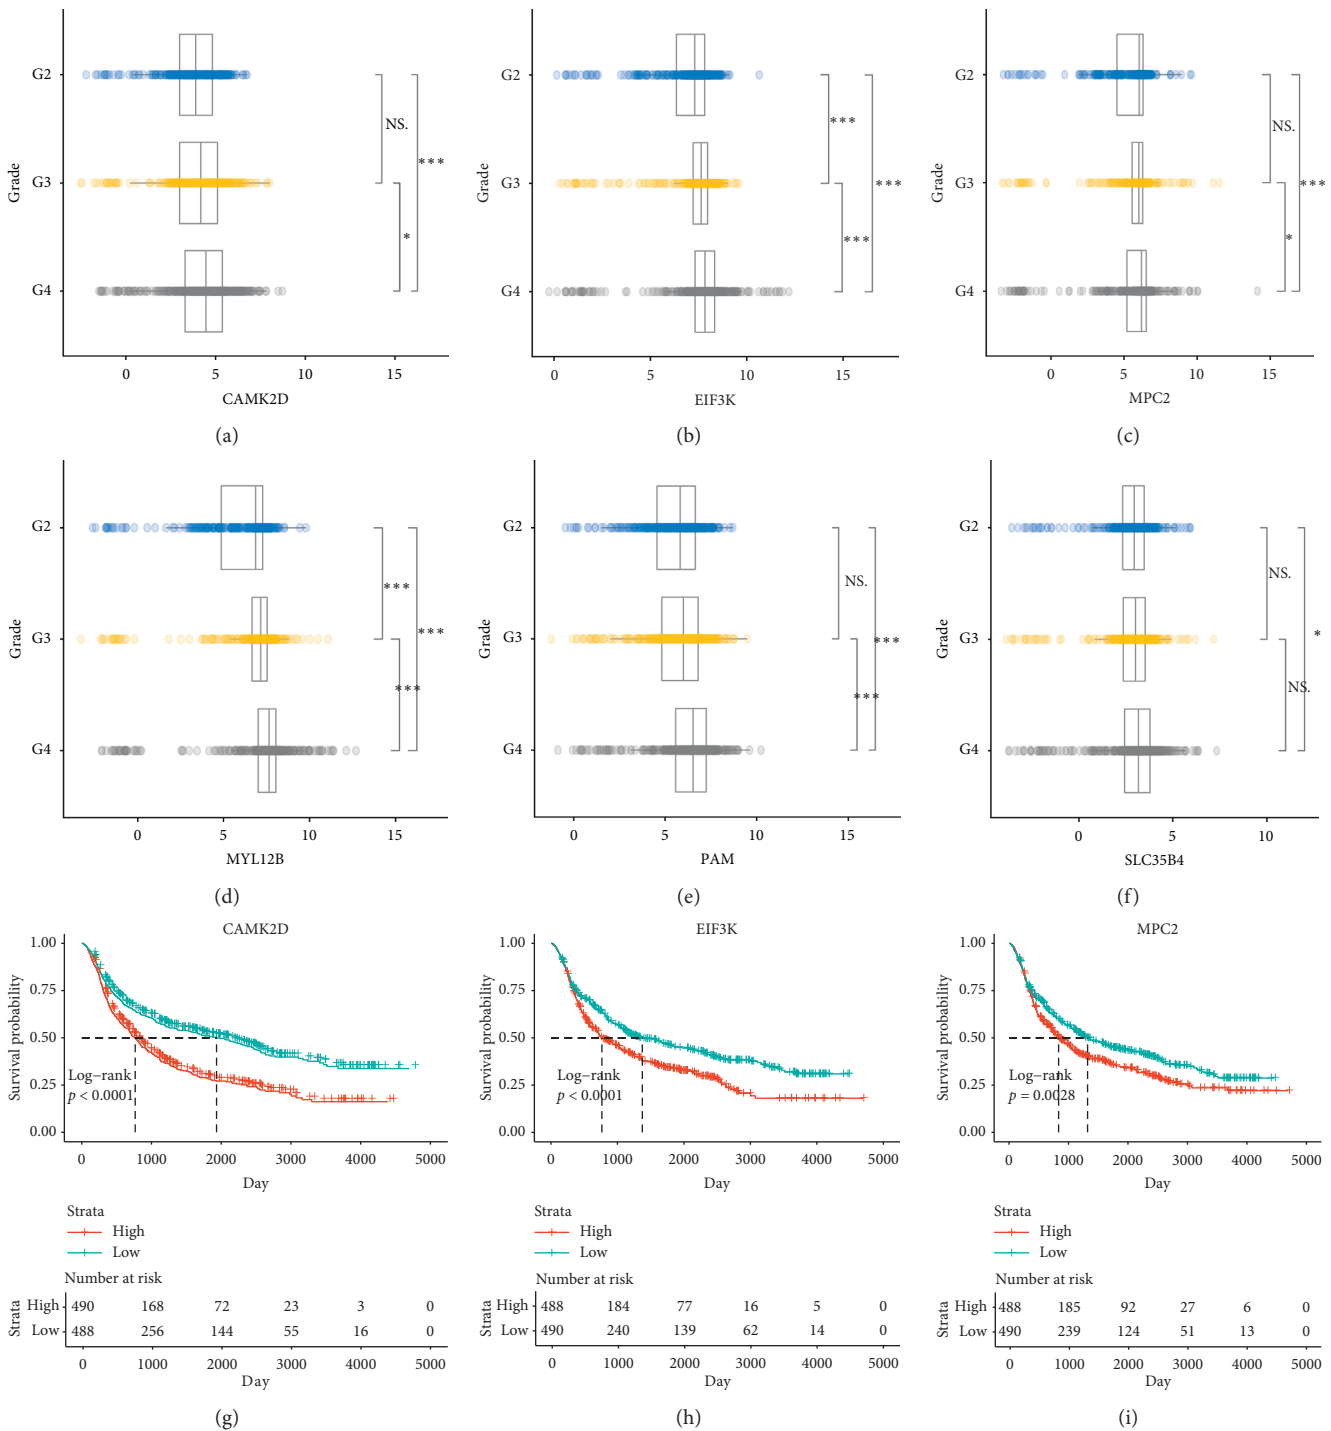 Grade
G2
G3
G4
NS.
***
*
0 5 10 15
CAMK2D
(a)
Grade
G2
G3
G4
***
***
***
0 5 10 15
EIF3K
(b)
Grade
G2
G3
G4
NS.
***
*
0 5 10 15
MPC2
(c)
Grade
G2
G3
G4
***
***
***
0 5 10 15
MYL12B
(d)
Grade
G2
G3
G4
NS.
***
***
0 5 10 15
PAM
(e)
Grade
G2
G3
G4
NS.
*
NS.
0 5 10
SLC35B4
(f)
CAMK2D
Survival probability
1.00
0.75
0.50
0.25
0.00
Log−rank
p < 0.0001
0 1000 2000 3000 4000 5000
Day
Strata
High
Low
Number at risk
Strata
High 490 168 72 23 3 0
Low 488 256 144 55 16 0
0 1000 2000 3000 4000 5000
Day
(g)
EIF3K
Survival probability
1.00
0.75
0.50
0.25
0.00
Log−rank
p < 0.0001
0 1000 2000 3000 4000 5000
Day
Strata
High
Low
Number at risk
Strata
High 488 184 77 16 5 0
Low 490 240 139 62 14 0
0 1000 2000 3000 4000 5000
Day
(h)
MPC2
Survival probability
1.00
0.75
0.50
0.25
0.00
Log−rank
p = 0.0028
0 1000 2000 3000 4000 5000
Day
Strata
High
Low
Number at risk
Strata
High 488 185 92 27 6 0
Low 490 239 124 51 13 0
0 1000 2000 3000 4000 5000
Day
(i)